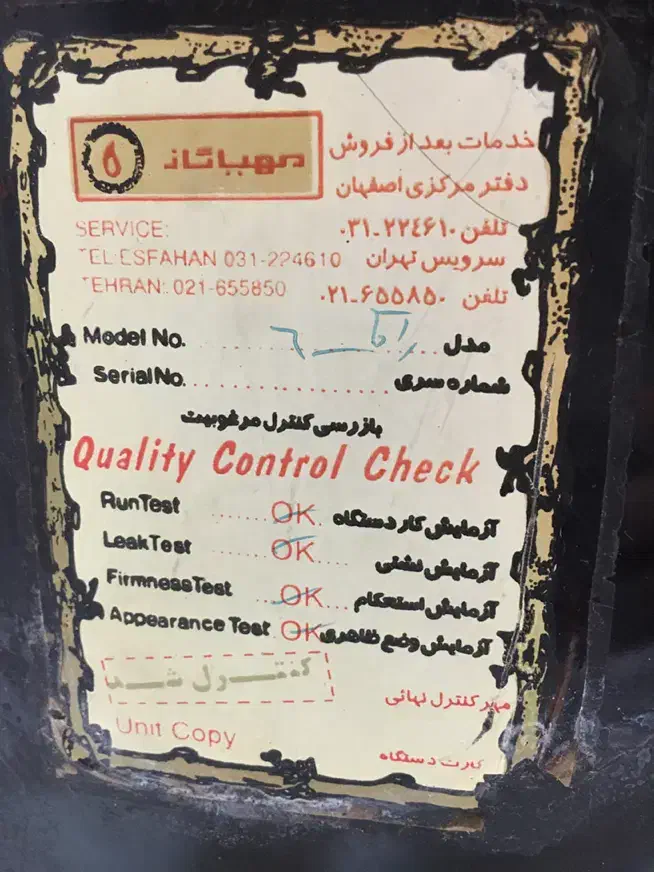 مهباگاز
خدمات بعد از فروش
دفتر مرکزی اصفهان
تلفن ۲۲٤۶۱۰-۰۳۱
SERVICE:
سرویس تهران
TEL:ESFAHAN 031-224610
تلفن ۶۵۵۸۵۰-۰۲۱
TEHRAN: 021-655850
Model No. مدل
Serial No. شماره سری
بازرسی کنترل مرغوبیت
Quality Control Check
Run Test OK آزمایش کار دستگاه
Leak Test OK آزمایش نشتی
Firmness Test OK آزمایش استحکام
Appearance Test OK آزمایش وضع ظاهری
کنترل شد
مهر کنترل نهائی
Unit Copy
کارت دستگاه